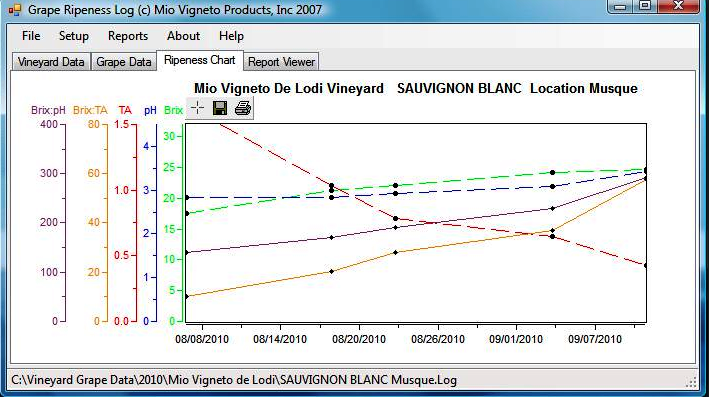 Grape Ripeness Log (c) Mio Vigneto Products, Inc 2007
File Setup Reports About Help
Vineyard Data Grape Data Ripeness Chart Report Viewer
Mio Vigneto De Lodi Vineyard SAUVIGNON BLANC Location Musque
Brix:pH Brix:TA TA pH Brix
400 80 1.5
30
4
25
300 60 1.0
3 20
200 40
2 15
0.5
100 20 10
1
5
0 0 0.0 0 0
08/08/2010 08/14/2010 08/20/2010 08/26/2010 09/01/2010 09/07/2010
C:\Vineyard Grape Data\2010\Mio Vigneto de Lodi\SAUVIGNON BLANC Musque.Log